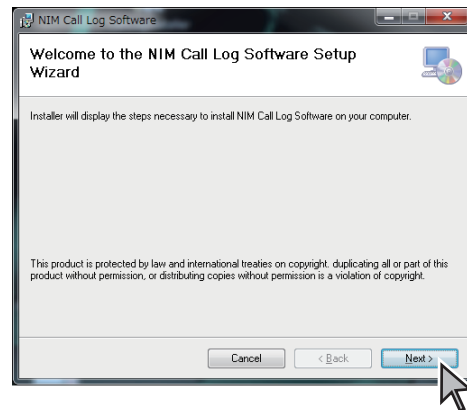 NIM Call Log Software
Welcome to the NIM Call Log Software Setup
Wizard
Installer will display the steps necessary to install NIM Call Log Software on your computer.
This product is protected by law and international treaties on copyright. duplicating all or part of this
product without permission, or distributing copies without permission is a violation of copyright.
Cancel
< Back
Next >